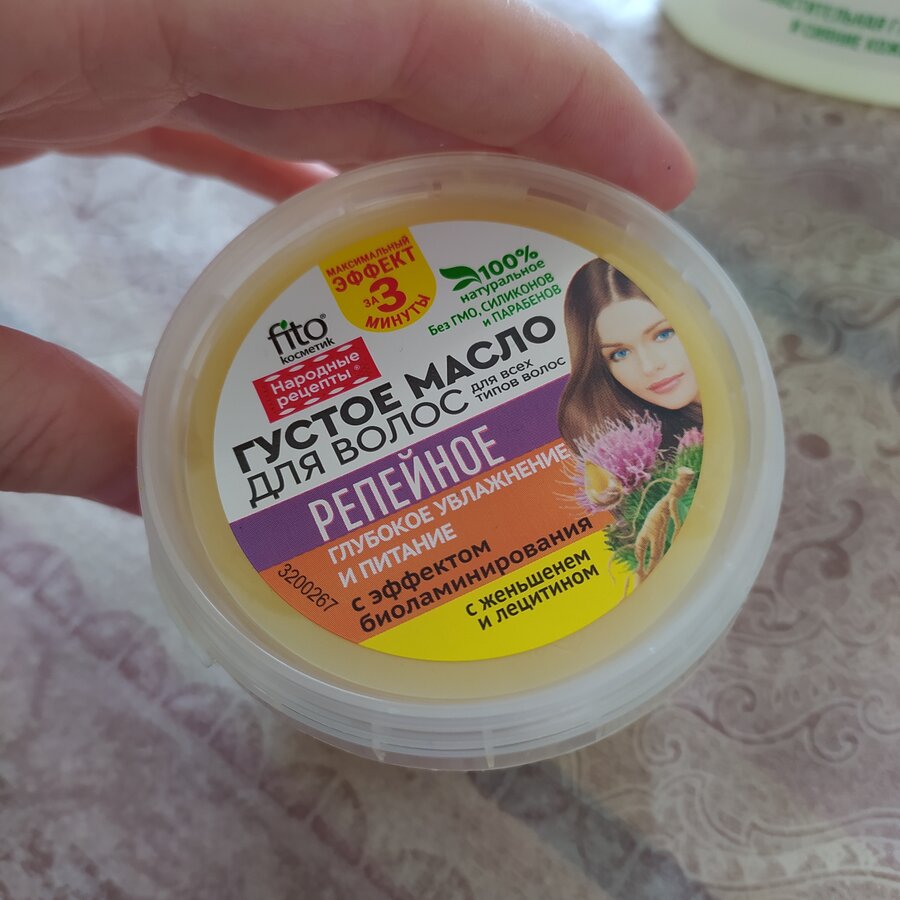 МАКСИМАЛЬНЫЙ
ЭФФЕКТ
ЗА 3
МИНУТЫ
100%
натуральное
Без ГМО, СИЛИКОНОВ
и ПАРАБЕНОВ
fito®
косметик
Народные
рецепты®
ГУСТОЕ МАСЛО
ДЛЯ ВОЛОС
для всех
типов волос
РЕПЕЙНОЕ
ГЛУБОКОЕ УВЛАЖНЕНИЕ
И ПИТАНИЕ
с эффектом
биоламинирования
с женьшенем
и лецитином
3200267
И СИЯНИЕ